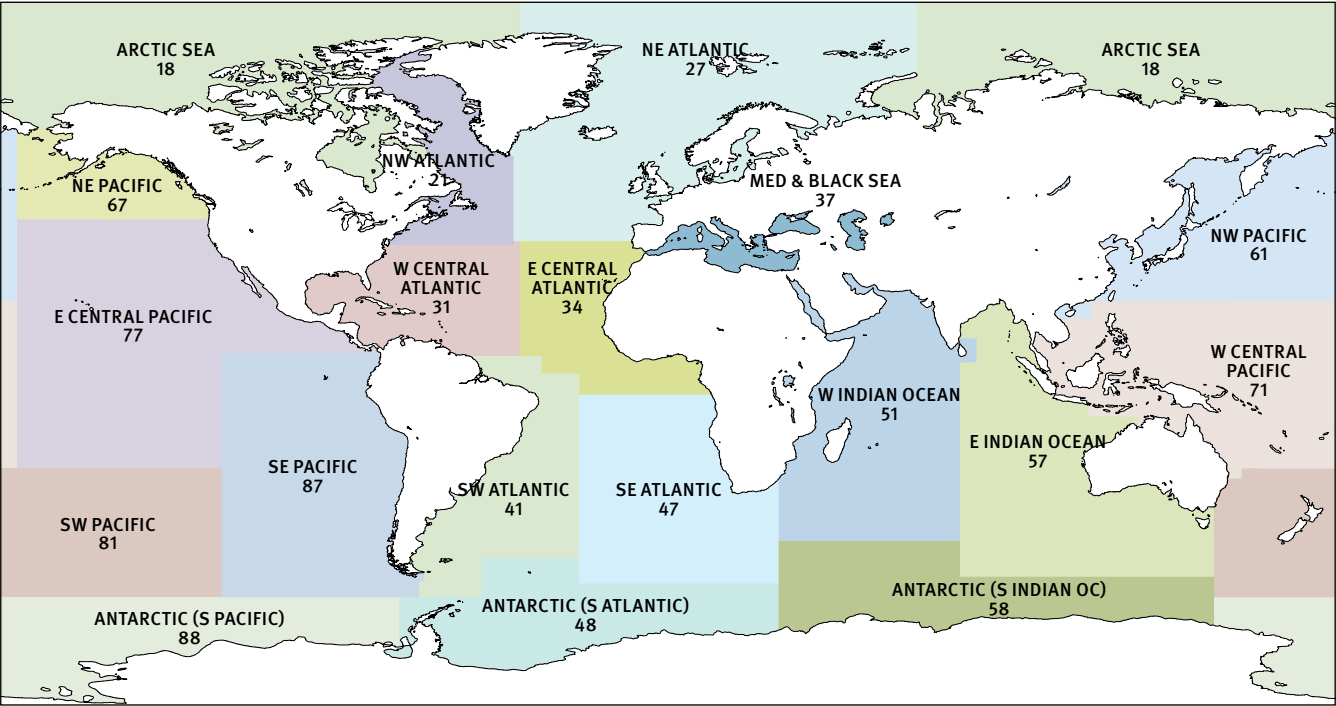 ARCTIC SEA
18
NE ATLANTIC
27
ARCTIC SEA
18
NW ATLANTIC
21
NE PACIFIC
67
MED & BLACK SEA
37
NW PACIFIC
61
W CENTRAL
ATLANTIC
31
E CENTRAL
ATLANTIC
34
E CENTRAL PACIFIC
77
W CENTRAL
PACIFIC
71
W INDIAN OCEAN
51
E INDIAN OCEAN
57
SE PACIFIC
87
SW ATLANTIC
41
SE ATLANTIC
47
SW PACIFIC
81
ANTARCTIC (S INDIAN OC)
58
ANTARCTIC (S ATLANTIC)
48
ANTARCTIC (S PACIFIC)
88